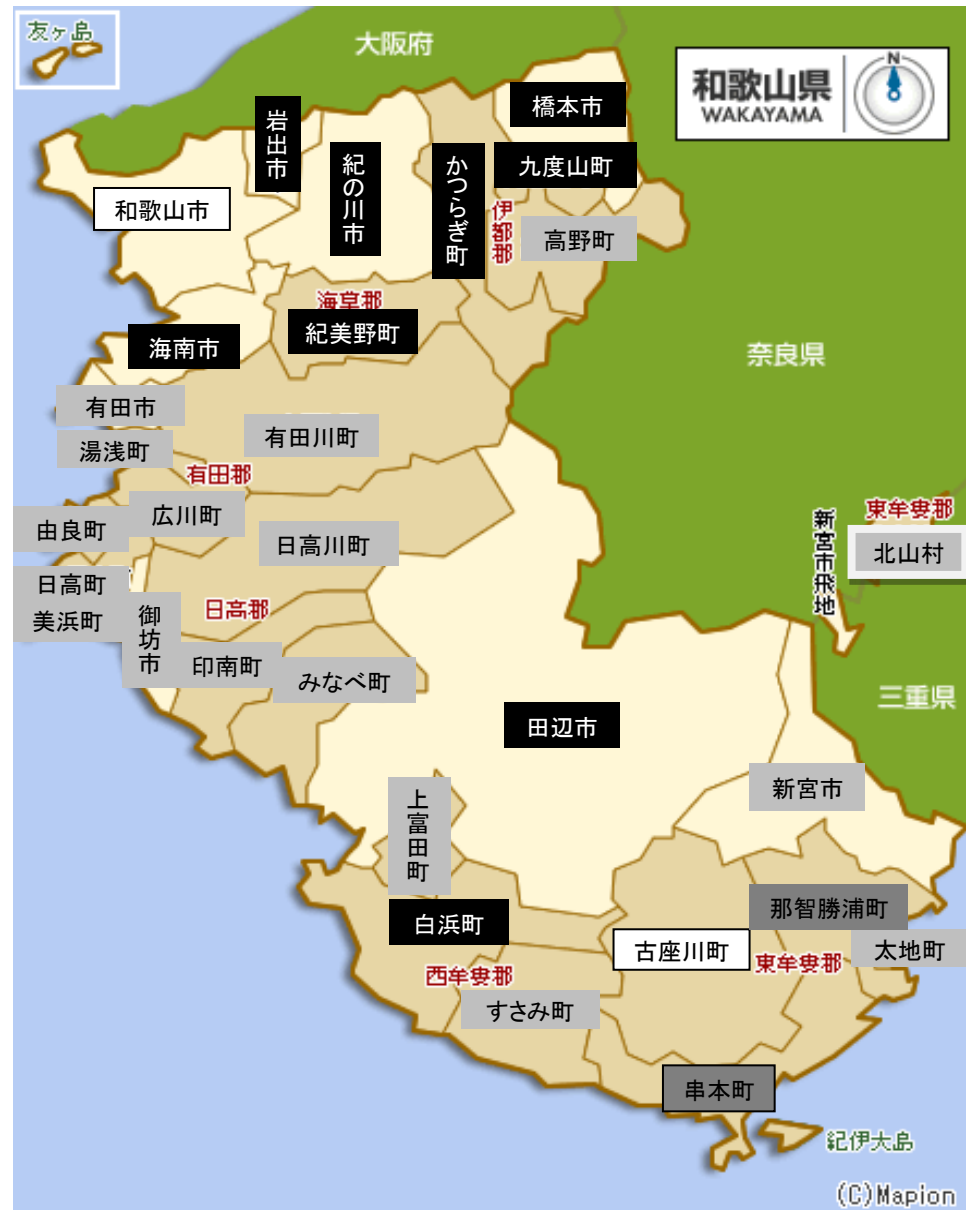 友ヶ島
大阪府
和歌山県
WAKAYAMA
N
橋本市
岩出市
紀の川市
かつらぎ町
九度山町
和歌山市
伊都郡
高野町
海草郡
紀美野町
海南市
奈良県
有田市
有田川町
湯浅町
有田郡
広川町
由良町
日高川町
東牟婁郡
新宮市飛地
北山村
日高町
美浜町
御坊市
日高郡
印南町
みなべ町
三重県
田辺市
新宮市
上富田町
那智勝浦町
白浜町
古座川町
太地町
東牟婁郡
西牟婁郡
すさみ町
串本町
紀伊大島
(C)Mapion